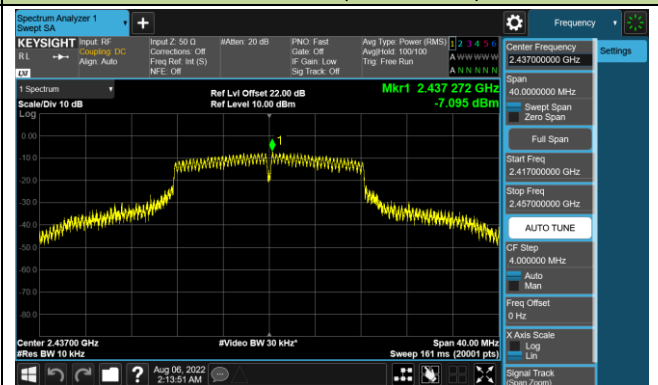 Spectrum Analyzer 1
Swept SA
Frequency
KEYSIGHT
RL
LXI
Input: RF
Coupling: DC
Align: Auto
Input Z: 50 Ω
Corrections: Off
Freq Ref: Int (S)
NFE: Off
#Atten: 20 dB
PNO: Fast
Gate: Off
IF Gain: Low
Sig Track: Off
Avg Type: Power (RMS)
Avg|Hold: 100/100
Trig: Free Run
1 2 3 4 5 6
A W W W W W
A N N N N N
1 Spectrum
Scale/Div 10 dB
Log
Ref Lvl Offset 22.00 dB
Ref Level 10.00 dBm
Mkr1 2.437 272 GHz
-7.095 dBm
1
0.00
-10.0
-20.0
-30.0
-40.0
-50.0
-60.0
-70.0
-80.0
Center 2.43700 GHz
#Res BW 10 kHz
#Video BW 30 kHz*
Span 40.00 MHz
Sweep 161 ms (20001 pts)
Center Frequency
2.437000000 GHz
Settings
Span
40.0000000 MHz
Swept Span
Zero Span
Full Span
Start Freq
2.417000000 GHz
Stop Freq
2.457000000 GHz
AUTO TUNE
CF Step
4.000000 MHz
Auto
Man
Freq Offset
0 Hz
X Axis Scale
Log
Lin
Signal Track
(Span Zoom)
?
Aug 06, 2022
2:13:51 AM